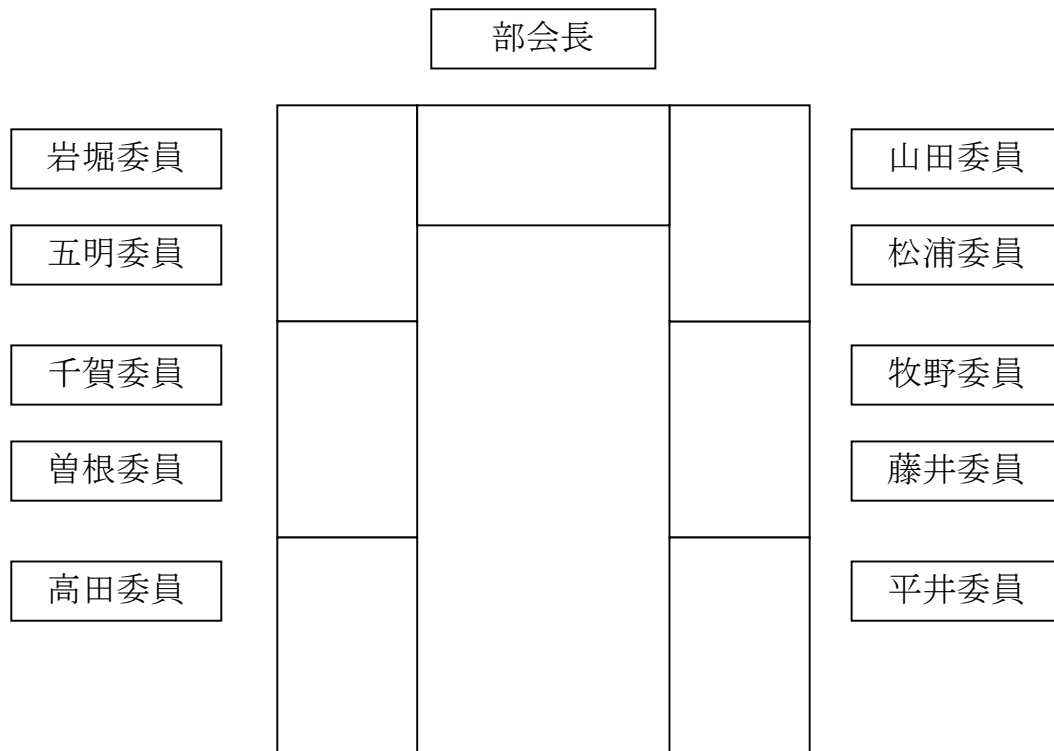 部会長
岩堀委員
山田委員
五明委員
松浦委員
千賀委員
牧野委員
曽根委員
藤井委員
高田委員
平井委員